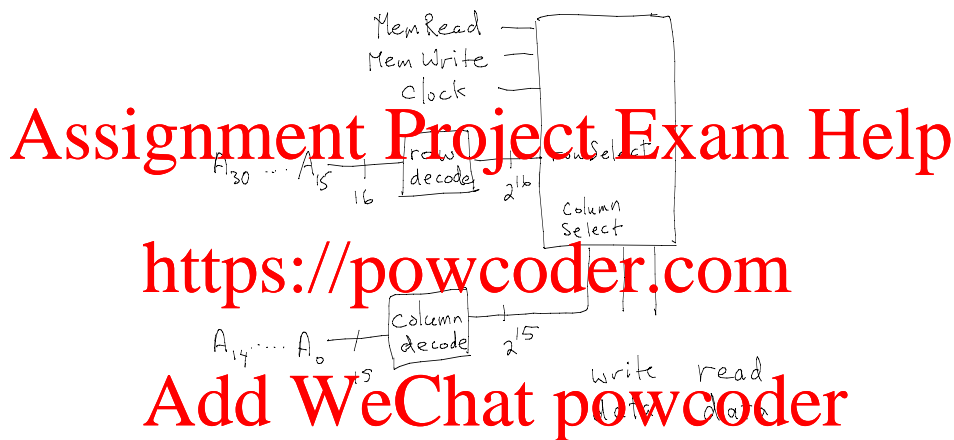 MemRead
Mem Write
Clock
Assignment Project Exam Help
A30 .... A15
16
row
decode
2^16
rowSelect
Column
Select
https://powcoder.com
A14 ..... A0
15
column
decode
2^15
write
data
read
data
Add WeChat powcoder